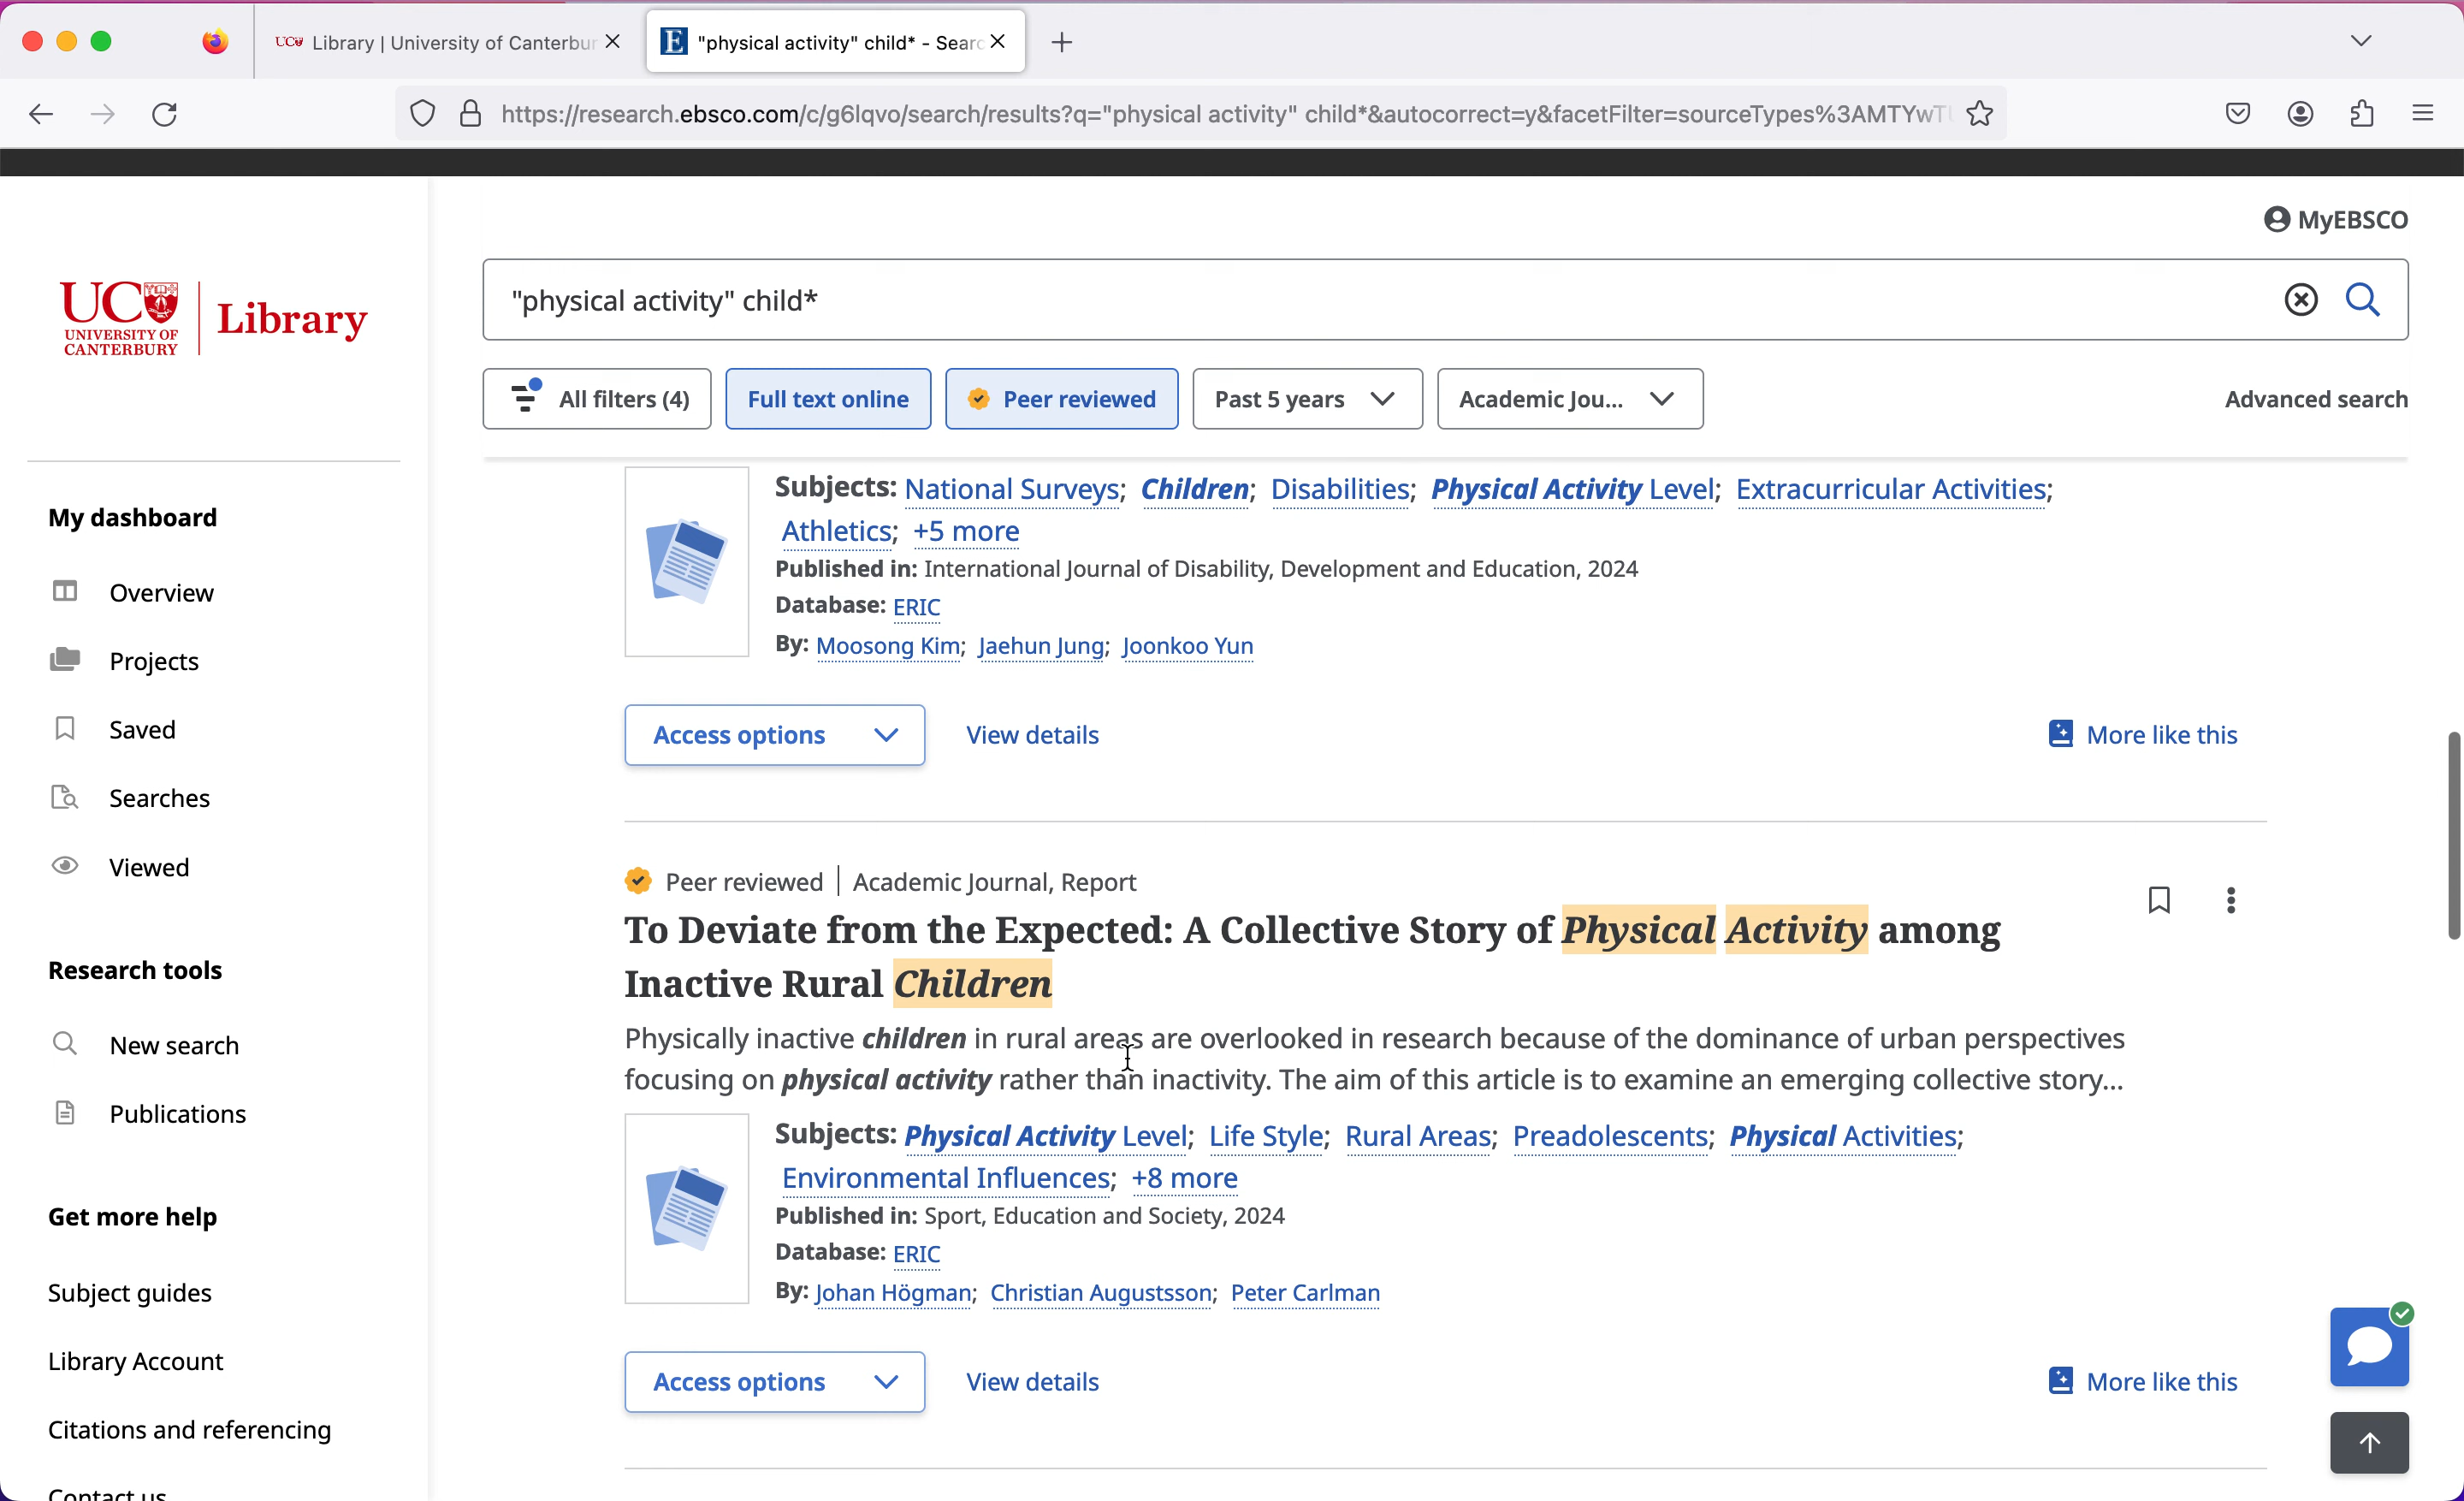 UC Library | University of Canterbur
"physical activity" child* - Searc
https://research.ebsco.com/c/g6lqvo/search/results?q="physical activity" child*&autocorrect=y&facetFilter=sourceTypes%3AMTYwT
MyEBSCO
UC
UNIVERSITY OF
CANTERBURY
Library
"physical activity" child*
All filters (4)
Full text online
Peer reviewed
Past 5 years
Academic Jou...
Advanced search
My dashboard
Overview
Projects
Saved
Searches
Viewed
Research tools
New search
Publications
Get more help
Subject guides
Library Account
Citations and referencing
Contact us
Subjects: National Surveys; Children; Disabilities; Physical Activity Level; Extracurricular Activities;
Athletics; +5 more
Published in: International Journal of Disability, Development and Education, 2024
Database: ERIC
By: Moosong Kim; Jaehun Jung; Joonkoo Yun
Access options
View details
More like this
Peer reviewed | Academic Journal, Report
To Deviate from the Expected: A Collective Story of Physical Activity among
Inactive Rural Children
Physically inactive children in rural areas are overlooked in research because of the dominance of urban perspectives
focusing on physical activity rather than inactivity. The aim of this article is to examine an emerging collective story...
Subjects: Physical Activity Level; Life Style; Rural Areas; Preadolescents; Physical Activities;
Environmental Influences; +8 more
Published in: Sport, Education and Society, 2024
Database: ERIC
By: Johan Högman; Christian Augustsson; Peter Carlman
Access options
View details
More like this